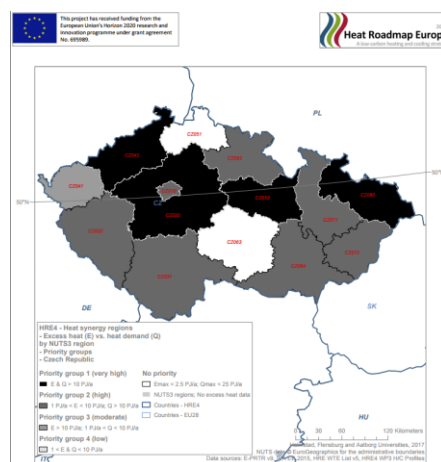 This project has received funding from the
European Union's Horizon 2020 research and
innovation programme under grant agreement
No. 695989.
Heat Roadmap Europ
A low-carbon heating and cooling strat
PL
CZ051
CZ042
CZ052
CZ041
CZ080
50°N
CZ
CZ020
CZ053
CZ071
CZ032
CZ063
CZ072
CZ031
CZ064
DE
SK
HRE4 - Heat synergy regions
- Excess heat (E) vs. heat demand (Q)
by NUTS3 region
- Priority groups
- Czech Republic
Priority group 1 (very high)
E & Q > 10 PJ/a
Priority group 2 (high)
1 PJ/a < E < 10 PJ/a; Q > 10 PJ/a
Priority group 3 (moderate)
E > 10 PJ/a; 1 PJ/a < Q < 10 PJ/a
Priority group 4 (low)
1 = E & Q < 10 PJ/a
No priority
Emax < 2.5 PJ/a; Qmax < 25 PJ/a
NUTS3 regions; No excess heat data
Countries - HRE4
Countries - EU28
HU
120 Kilometers
Flensburg and Aalborg Universities, 2017
EuroGeographics for the administrative boundaries
Data sources: E-PRTR 2013, HRE WTE List v5, HRE4 WP3 H/C Profiles